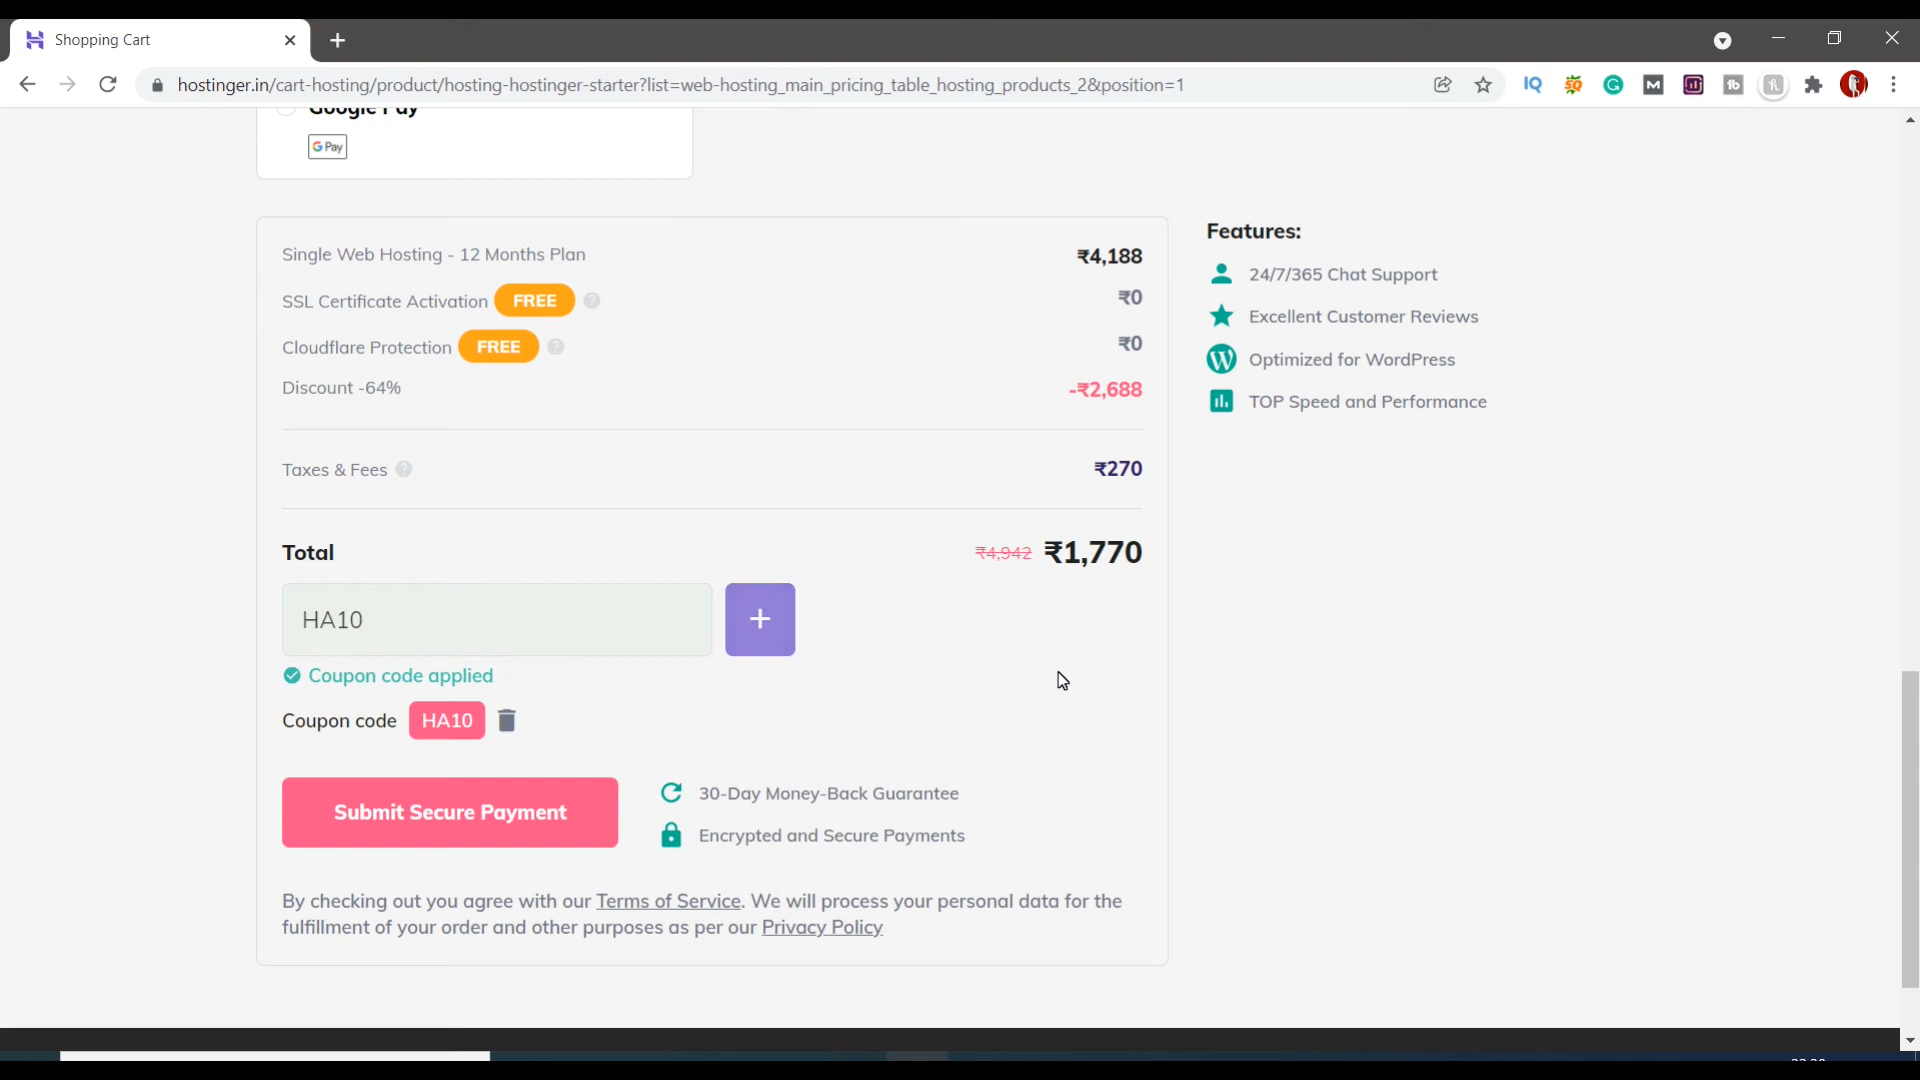 Shopping Cart
hostinger.in/cart-hosting/product/hosting-hostinger-starter?list=web-hosting_main_pricing_table_hosting_products_2&position=1
Google Pay
G Pay
Single Web Hosting - 12 Months Plan ₹4,188
SSL Certificate Activation FREE ? ₹0
Cloudflare Protection FREE ? ₹0
Discount -64% -₹2,688
Taxes & Fees ? ₹270
Total ₹4,942 ₹1,770
HA10 +
Coupon code applied
Coupon code HA10
Submit Secure Payment
30-Day Money-Back Guarantee
Encrypted and Secure Payments
By checking out you agree with our Terms of Service. We will process your personal data for the
fulfillment of your order and other purposes as per our Privacy Policy
Features:
24/7/365 Chat Support
Excellent Customer Reviews
Optimized for WordPress
TOP Speed and Performance